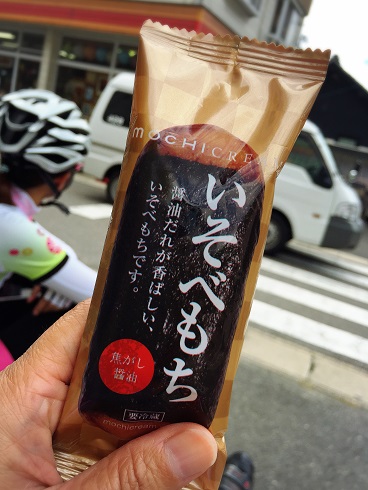 MOCHICRE
いそべもち
醤油だれが香ばしい、
いそべもちです。
焦がし
醤油
要冷蔵
mochicream